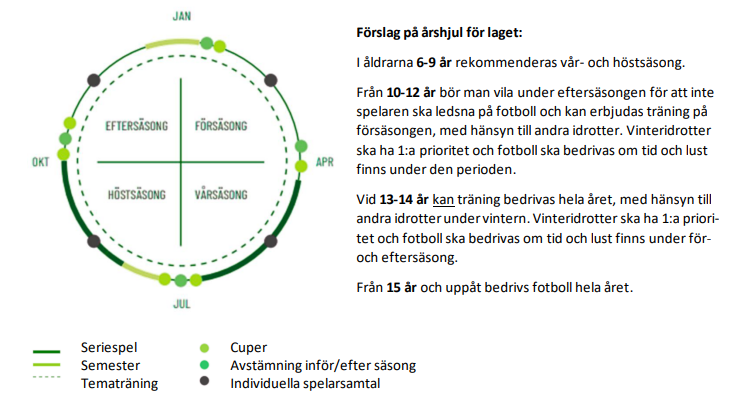 JAN
EFTERSÄSONG FÖRSÄSONG
OKT
APR
HÖSTSÄSONG VÅRSÄSONG
JUL
Förslag på årshjul för laget:
I åldrarna 6-9 år rekommenderas vår- och höstsäsong.
Från 10-12 år bör man vila under eftersäsongen för att inte
spelaren ska ledsna på fotboll och kan erbjudas träning på
försäsongen, med hänsyn till andra idrotter. Vinteridrotter
ska ha 1:a prioritet och fotboll ska bedrivas om tid och lust
finns under den perioden.
Vid 13-14 år kan träning bedrivas hela året, med hänsyn till
andra idrotter under vintern. Vinteridrotter ska ha 1:a priori-
tet och fotboll ska bedrivas om tid och lust finns under för-
och eftersäsong.
Från 15 år och uppåt bedrivs fotboll hela året.
Seriespel
Semester
Tematräning
Cuper
Avstämning inför/efter säsong
Individuella spelarsamtal